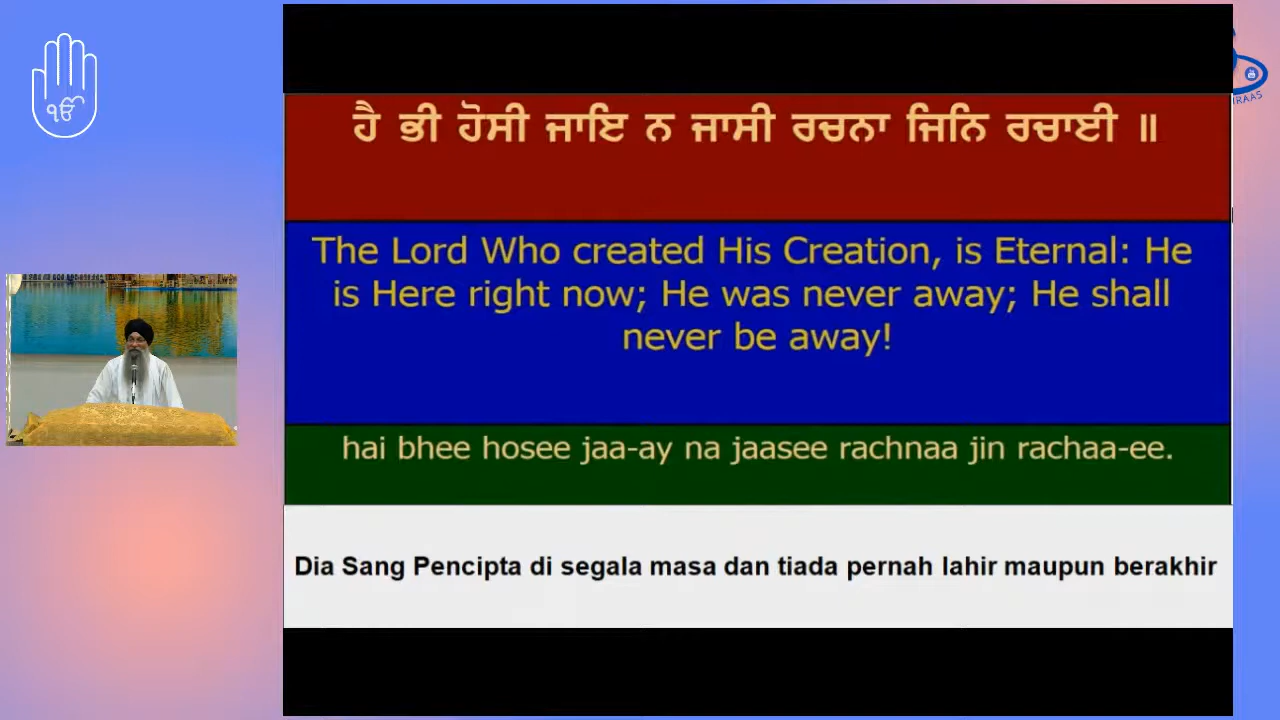 ੴ
ਹੈ ਭੀ ਹੋਸੀ ਜਾਇ ਨ ਜਾਸੀ ਰਚਨਾ ਜਿਨਿ ਰਚਾਈ ॥
The Lord Who created His Creation, is Eternal: He
is Here right now; He was never away; He shall
never be away!
hai bhee hosee jaa-ay na jaasee rachnaa jin rachaa-ee.
Dia Sang Pencipta di segala masa dan tiada pernah lahir maupun berakhir